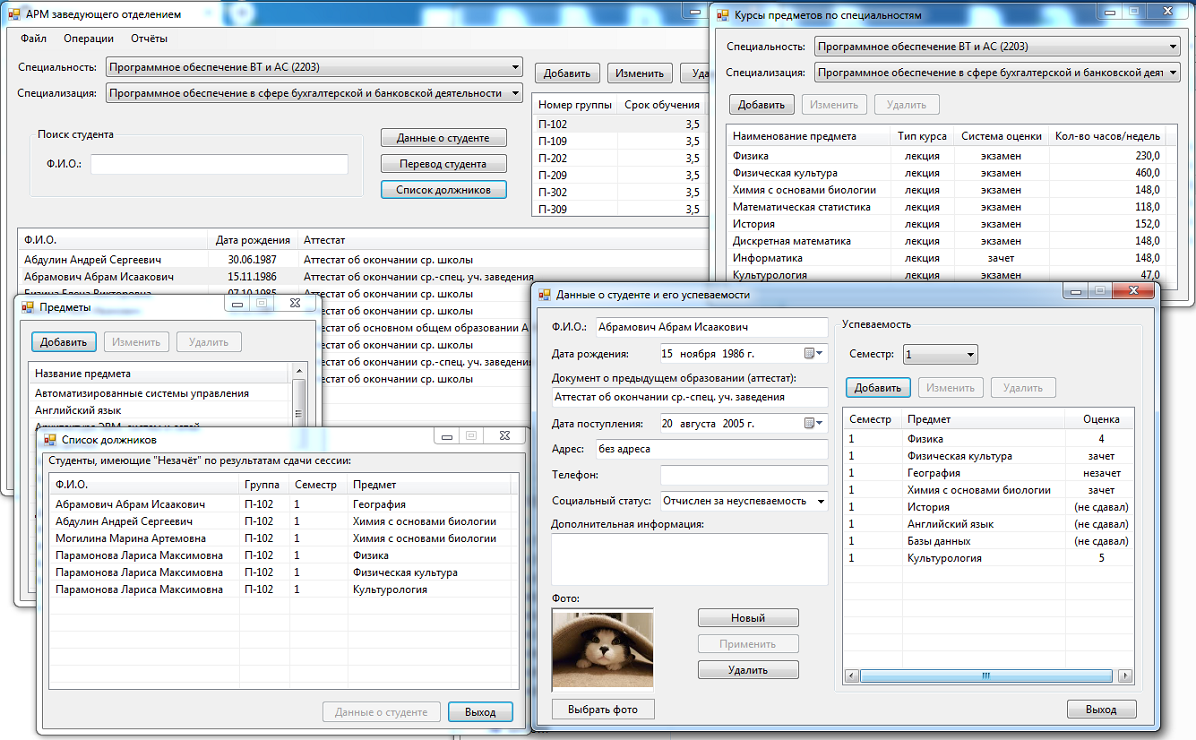 АРМ заведующего отделением
Файл Операции Отчёты
Специальность: Программное обеспечение ВТ и АС (2203)
Специализация: Программное обеспечение в сфере бухгалтерской и банковской деятельности
Поиск студента
Ф.И.О.:
Данные о студенте
Перевод студента
Список должников
Добавить Изменить
Номер группы Срок обучения
П-102 3,5
П-109 3,5
П-202 3,5
П-209 3,5
П-302 3,5
П-309 3,5
Ф.И.О. Дата рождения Аттестат
Абдулин Андрей Сергеевич 30.06.1987 Аттестат об окончании ср. школы
Абрамович Абрам Исаакович 15.11.1986 Аттестат об окончании ср.-спец. уч. заведения
07.10.1985 Аттестат об окончании ср. школы
тестат об окончании ср. школы
тестат об основном общем образовании А
тестат об окончании ср. школы
тестат об окончании ср.-спец. уч. заведени
тестат об окончании ср. школы
Курсы предметов по специальностям
Специальность: Программное обеспечение ВТ и АС (2203)
Специализация: Программное обеспечение в сфере бухгалтерской и банковской
Добавить Изменить Удалить
Наименование предмета Тип курса Система оценки Кол-во часов/недель
Физика лекция экзамен 230,0
Физическая культура лекция экзамен 460,0
Химия с основами биологии лекция экзамен 148,0
Математическая статистика лекция экзамен 118,0
История лекция экзамен 152,0
Дискретная математика лекция экзамен 148,0
Информатика лекция зачет 148,0
Культурология лекция экзамен 47,0
Предметы
Добавить Изменить Удалить
Название предмета
Автоматизированные системы управления
Английский язык
Список должников
Студенты, имеющие "Незачёт" по результатам сдачи сессии:
Ф.И.О. Группа Семестр Предмет
Абрамович Абрам Исаакович П-102 1 География
Абдулин Андрей Сергеевич П-102 1 Химия с основами биологии
Могилина Марина Артемовна П-102 1 Химия с основами биологии
Парамонова Лариса Максимовна П-102 1 Физика
Парамонова Лариса Максимовна П-102 1 Физическая культура
Парамонова Лариса Максимовна П-102 1 Культурология
Данные о студенте Выход
Данные о студенте и его успеваемости
Ф.И.О.: Абрамович Абрам Исаакович
Дата рождения: 15 ноября 1986 г.
Документ о предыдущем образовании (аттестат):
Аттестат об окончании ср.-спец. уч. заведения
Дата поступления: 20 августа 2005 г.
Адрес: без адреса
Телефон:
Социальный статус: Отчислен за неуспеваемость
Дополнительная информация:
Фото:
Новый
Применить
Удалить
Выбрать фото
Успеваемость
Семестр: 1
Добавить Изменить Удалить
Семестр Предмет Оценка
1 Физика 4
1 Физическая культура зачет
1 География незачет
1 Химия с основами биологии зачет
1 История (не сдавал)
1 Английский язык (не сдавал)
1 Базы данных (не сдавал)
1 Культурология 5
Выход